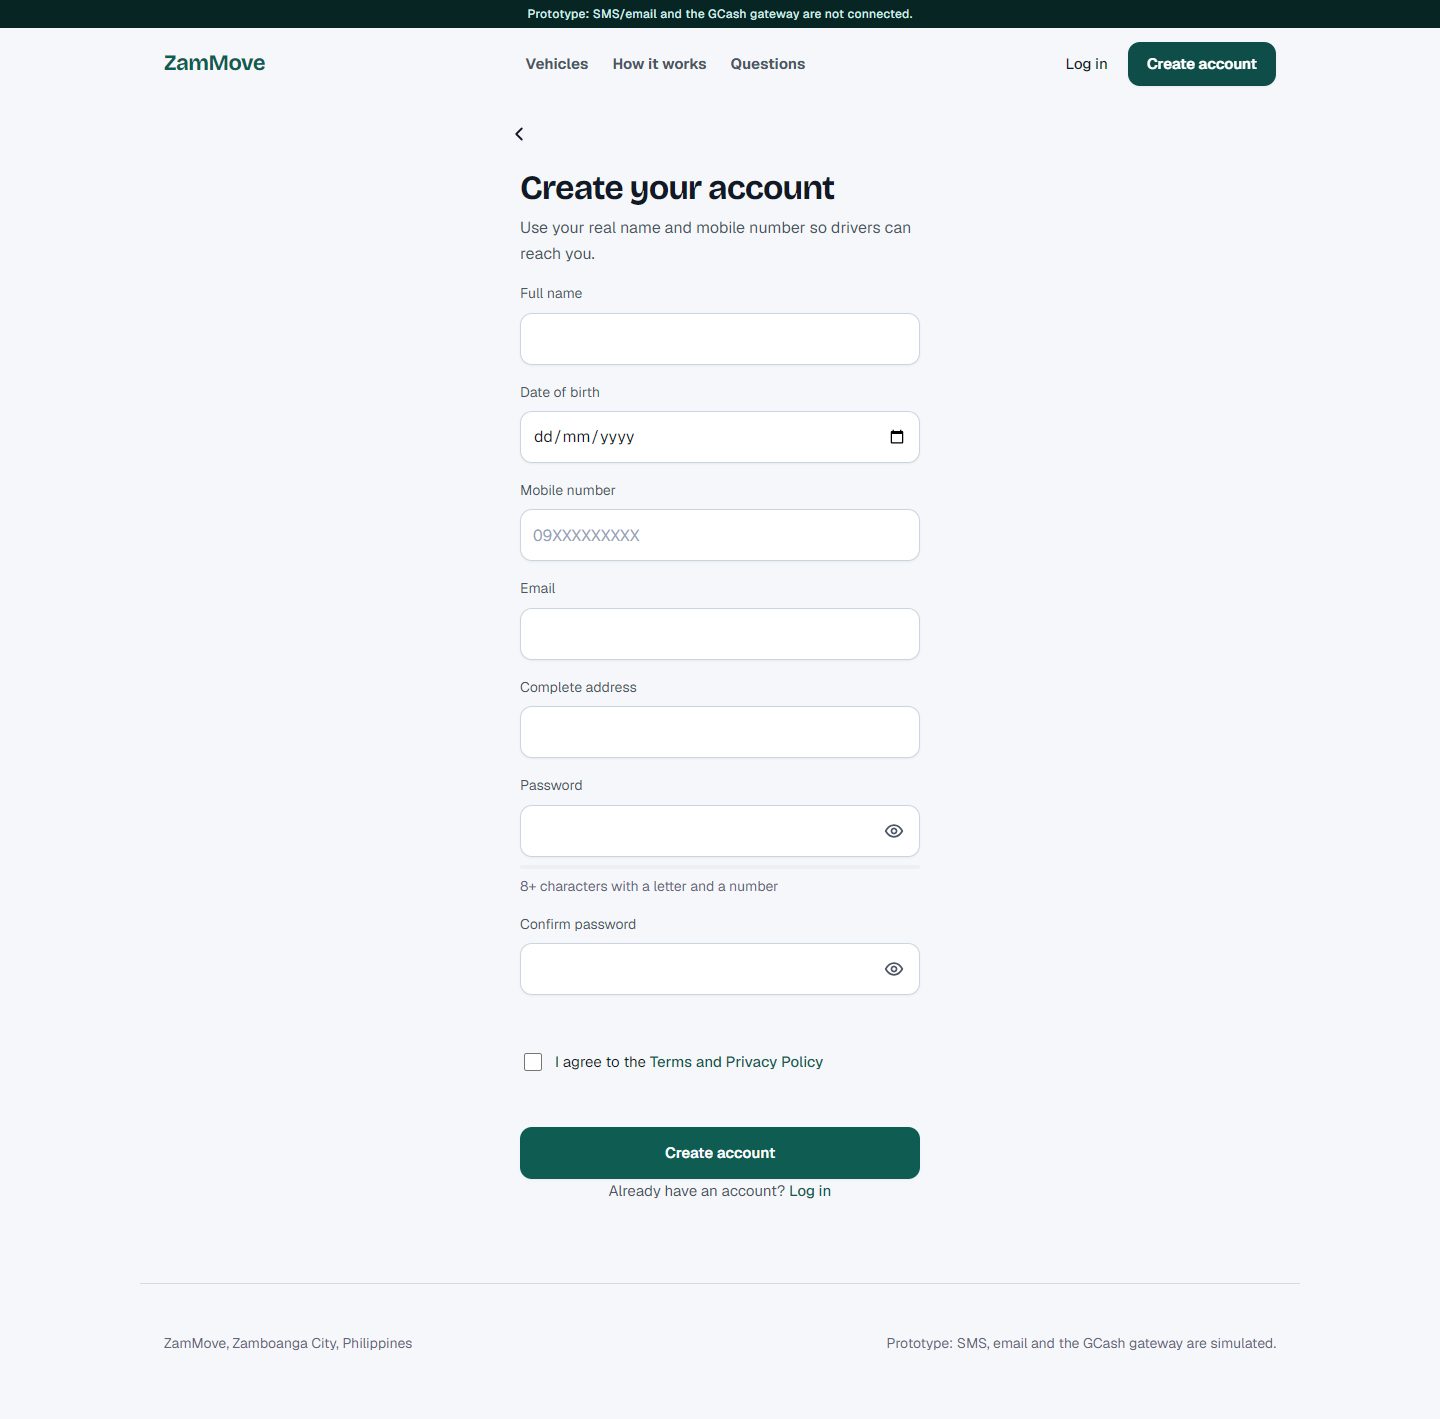 Prototype: SMS/email and the GCash gateway are not connected.
ZamMove
Vehicles
How it works
Questions
Log in
Create account
Create your account
Use your real name and mobile number so drivers can
reach you.
Full name
Date of birth
dd/mm/yyyy
Mobile number
09XXXXXXXXX
Email
Complete address
Password
8+ characters with a letter and a number
Confirm password
I agree to the Terms and Privacy Policy
Create account
Already have an account? Log in
ZamMove, Zamboanga City, Philippines
Prototype: SMS, email and the GCash gateway are simulated.